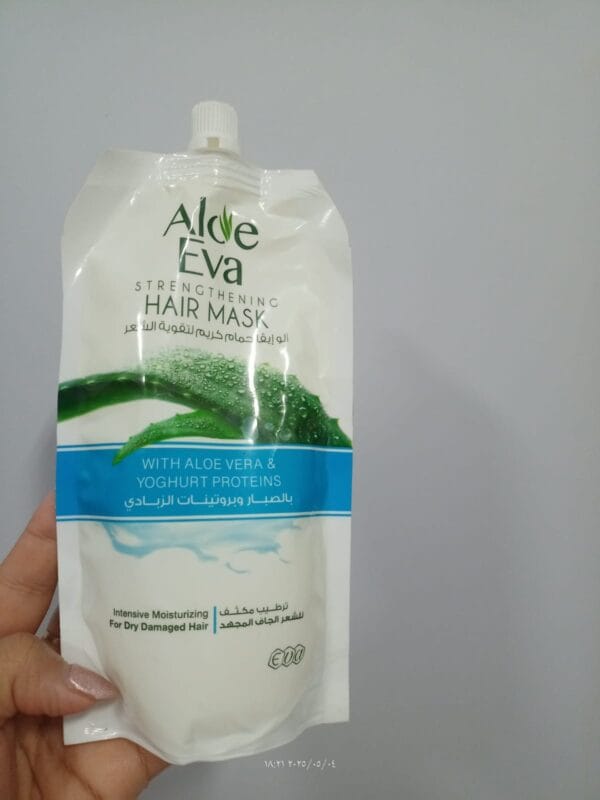 Aloe
Eva
STRENGTHENING
HAIR MASK
ألو إيفا حمام كريم لتقوية الشعر
WITH ALOE VERA &
YOGHURT PROTEINS
بالصبار وبروتينات الزبادي
Intensive Moisturizing
For Dry Damaged Hair
ترطيب مكثف
للشعر الجاف المجهد
EVA
١٨:٢١ ٢٠٢٥/٠٥/٠٤